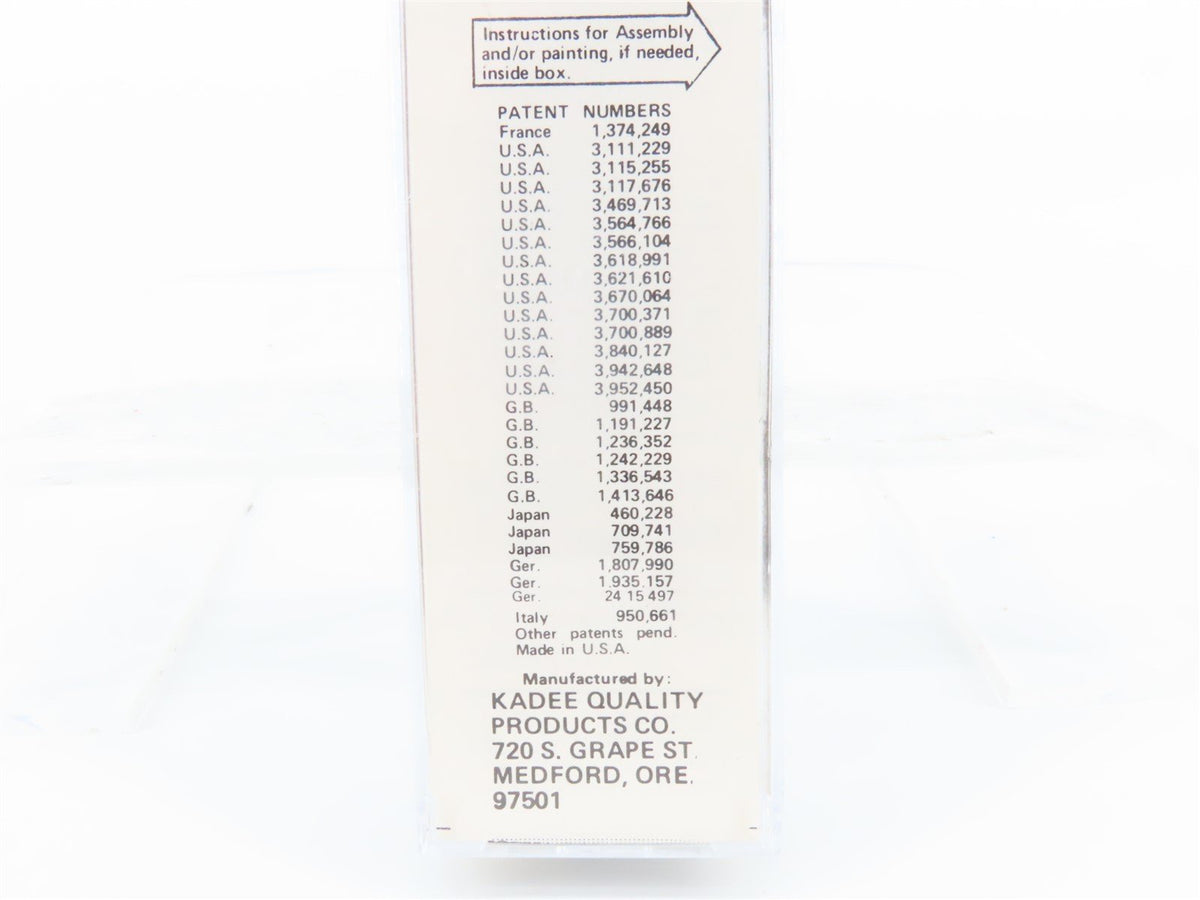 Instructions for Assembly
and/or painting, if needed,
inside box.
PATENT NUMBERS
France 1,374,249
U.S.A. 3,111,229
U.S.A. 3,115,255
U.S.A. 3,117,676
U.S.A. 3,469,713
U.S.A. 3,564,766
U.S.A. 3,566,104
U.S.A. 3,618,991
U.S.A. 3,621,610
U.S.A. 3,670,064
U.S.A. 3,700,371
U.S.A. 3,700,889
U.S.A. 3,840,127
U.S.A. 3,942,648
U.S.A. 3,952,450
G.B. 991,448
G.B. 1,191,227
G.B. 1,236,352
G.B. 1,242,229
G.B. 1,336,543
G.B. 1,413,646
Japan 460,228
Japan 709,741
Japan 759,786
Ger. 1,807,990
Ger. 1.935.157
Ger. 24 15 497
Italy 950,661
Other patents pend.
Made in U.S.A.
Manufactured by:
KADEE QUALITY
PRODUCTS CO.
720 S. GRAPE ST.
MEDFORD, ORE.
97501